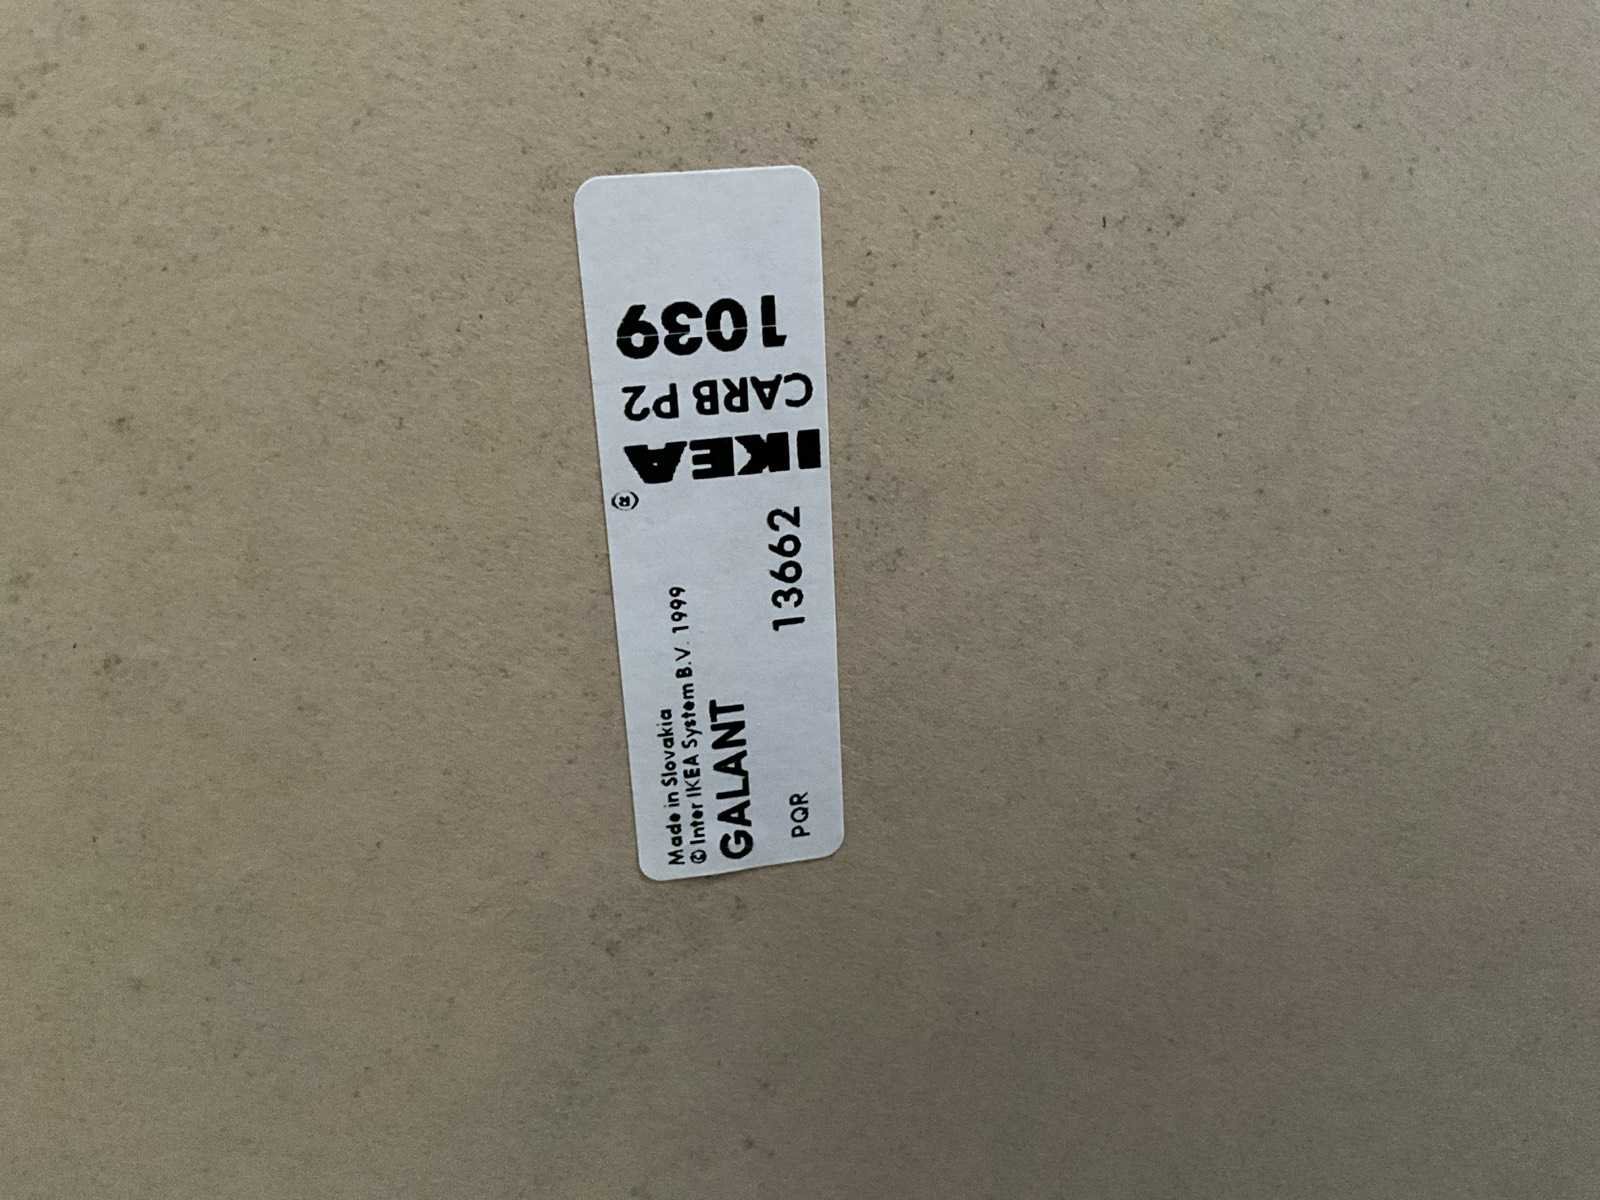 1039
CARB P2
IKEA
®
Made in Slovakia
© Inter IKEA System B.V. 1999
GALANT
13662
PQR